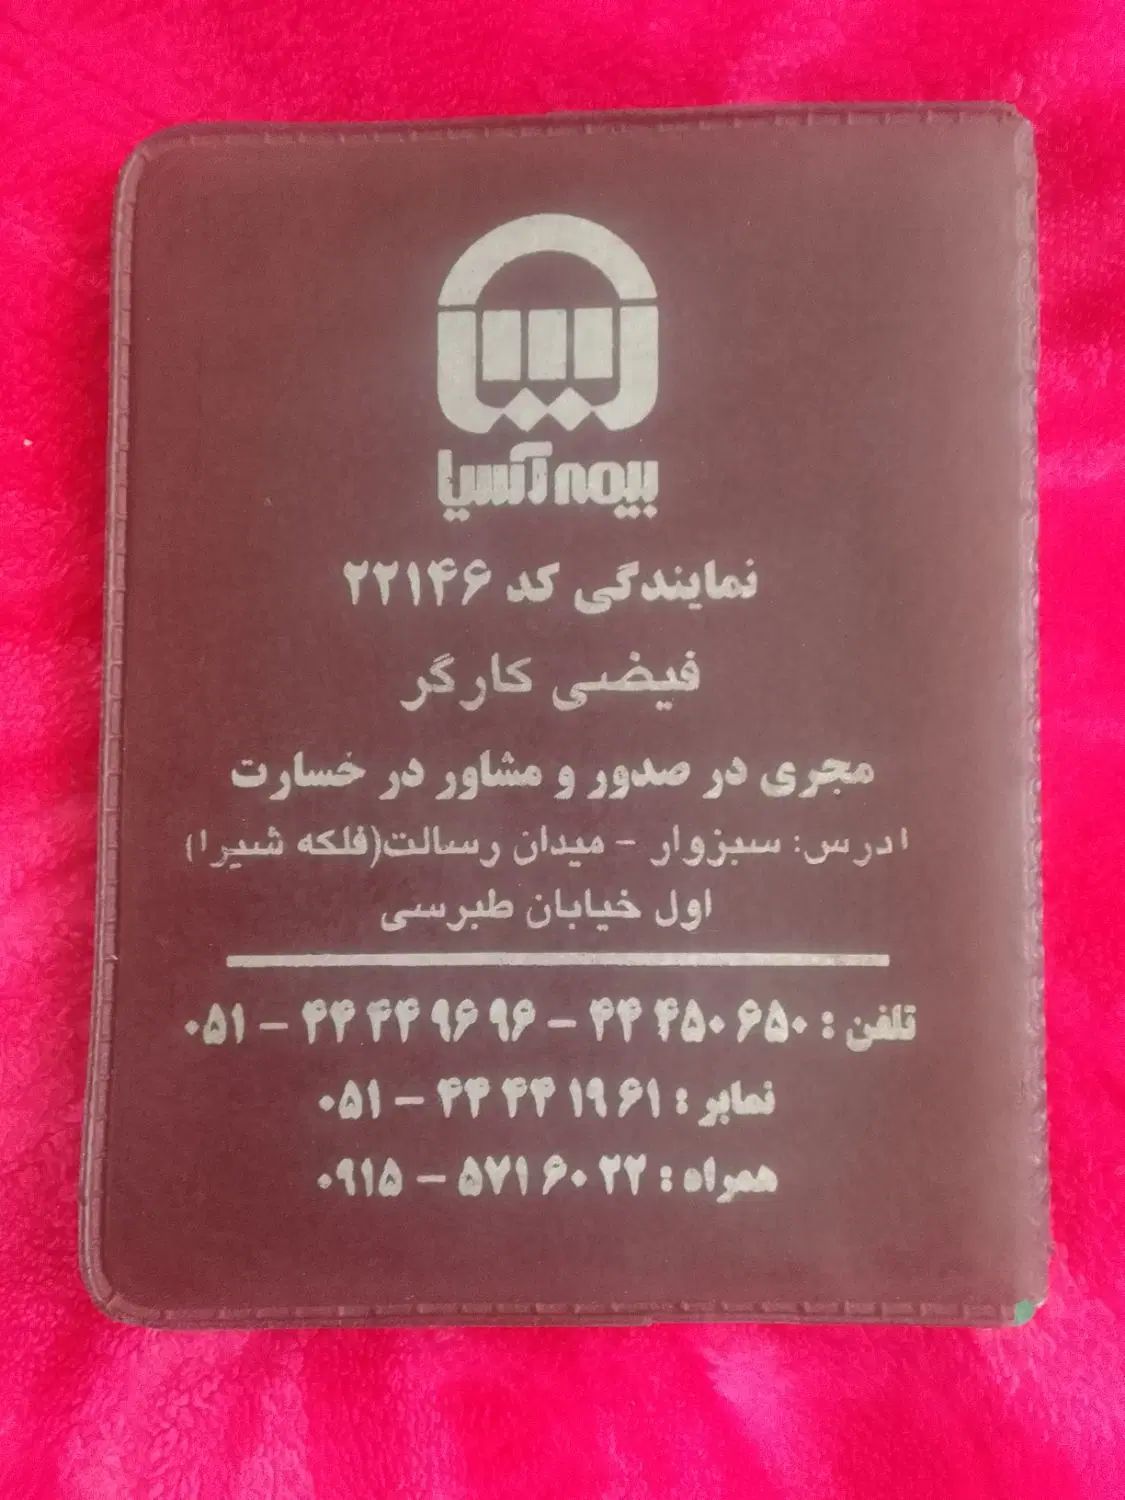 بیمه آسیا
نمایندگی کد ۲۲۱۴۶
فیضی کارگر
مجری در صدور و مشاور در خسارت
ادرس: سبزوار - میدان رسالت(فلکه شیرا)
اول خیابان طبرسی
تلفن : ۴۴۴۵۰۶۵۰ - ۴۴۴۴۹۶۹۶ - ۰۵۱
نمابر : ۴۴۴۴۱۹۶۱ - ۰۵۱
همراه : ۵۷۱۶۰۲۲ - ۰۹۱۵